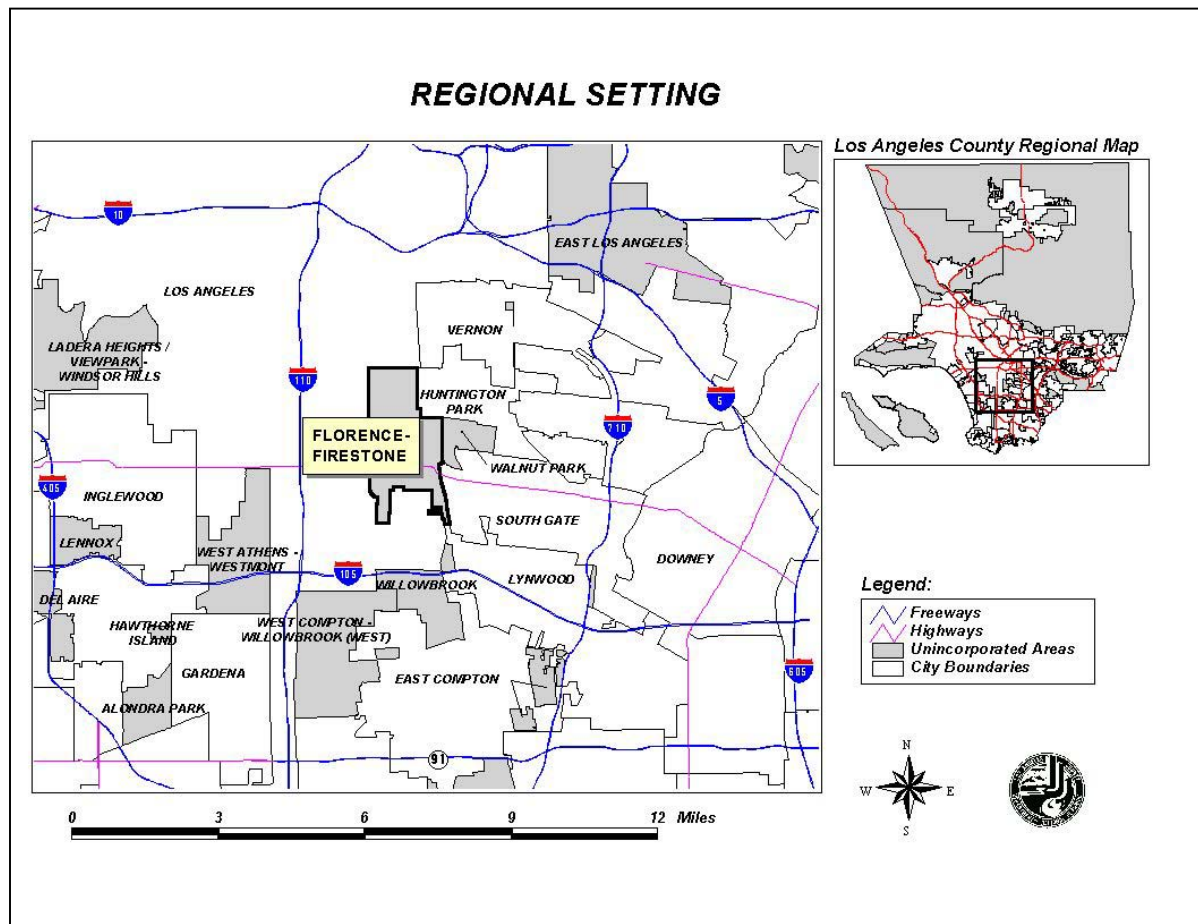 REGIONAL SETTING
Los Angeles County Regional Map
10
EAST LOS ANGELES
LOS ANGELES
VERNON
LADERA HEIGHTS /
VIEWPARK -
WINDSOR HILLS
110
HUNTINGTON
PARK
5
710
FLORENCE-
FIRESTONE
WALNUT PARK
405
INGLEWOOD
SOUTH GATE
LENNOX
WEST ATHENS -
WESTMONT
DOWNEY
105
WILLOWBROOK
LYNWOOD
DEL AIRE
HAWTHORNE
ISLAND
WEST COMPTON -
WILLOWBROOK (WEST)
GARDENA
EAST COMPTON
605
ALONDRA PARK
91
Legend:
Freeways
Highways
Unincorporated Areas
City Boundaries
N
W E
S
0 3 6 9 12 Miles